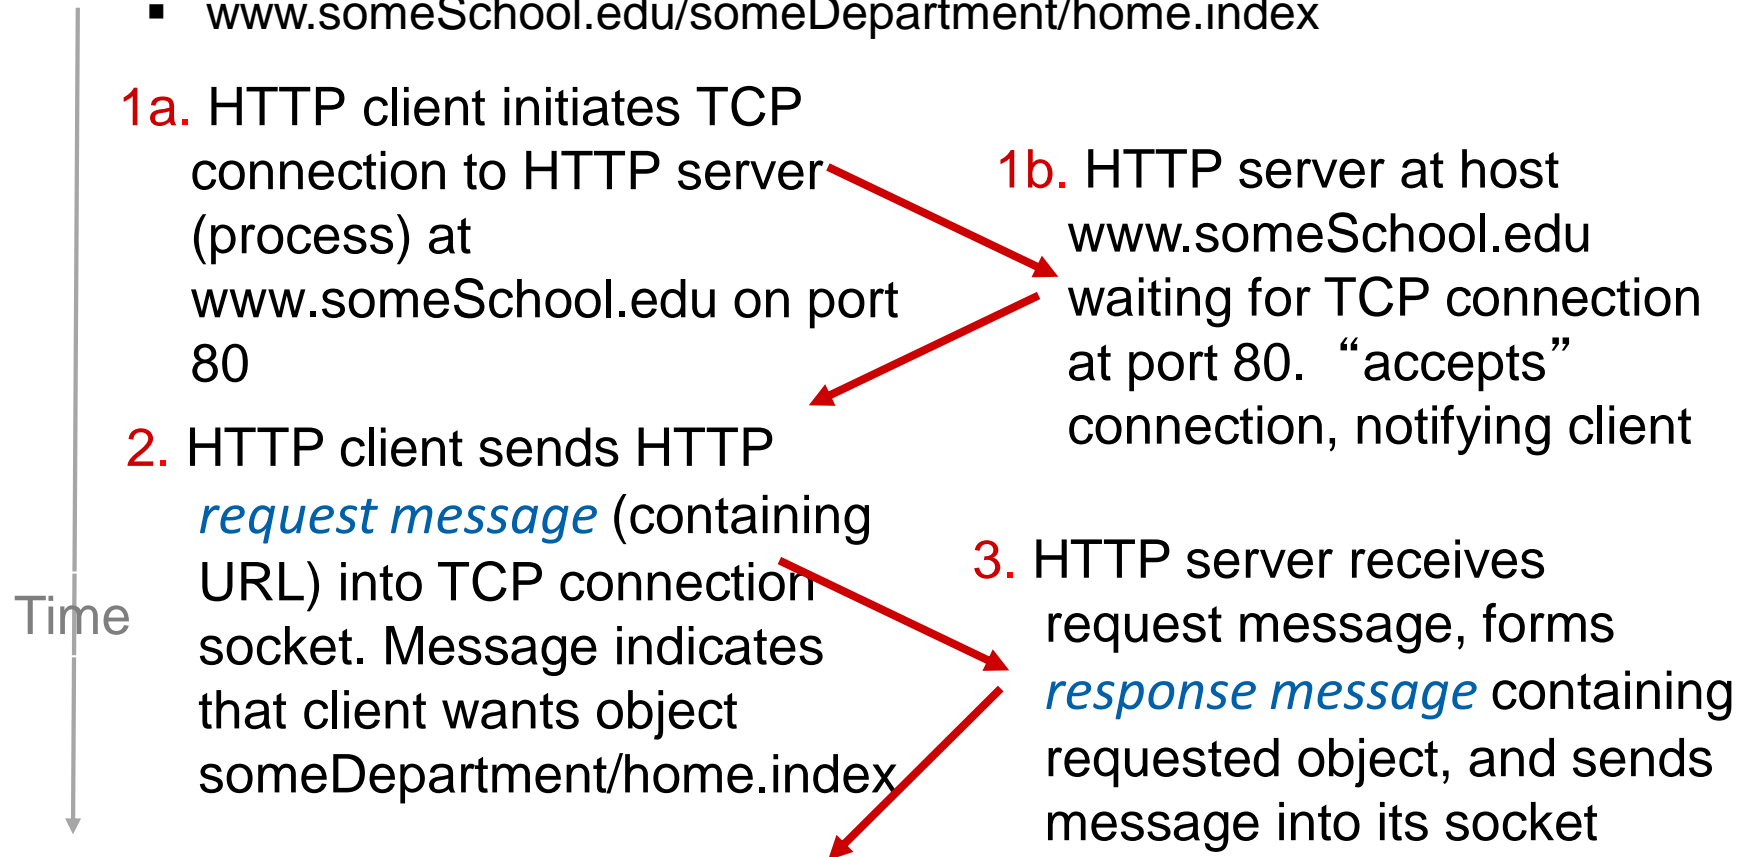 ▪ www.someSchool.edu/someDepartment/home.index
1a. HTTP client initiates TCP
connection to HTTP server
(process) at
www.someSchool.edu on port
80
1b. HTTP server at host
www.someSchool.edu
waiting for TCP connection
at port 80. “accepts”
connection, notifying client
2. HTTP client sends HTTP
request message (containing
URL) into TCP connection
socket. Message indicates
that client wants object
someDepartment/home.index
3. HTTP server receives
request message, forms
response message containing
requested object, and sends
message into its socket
Time